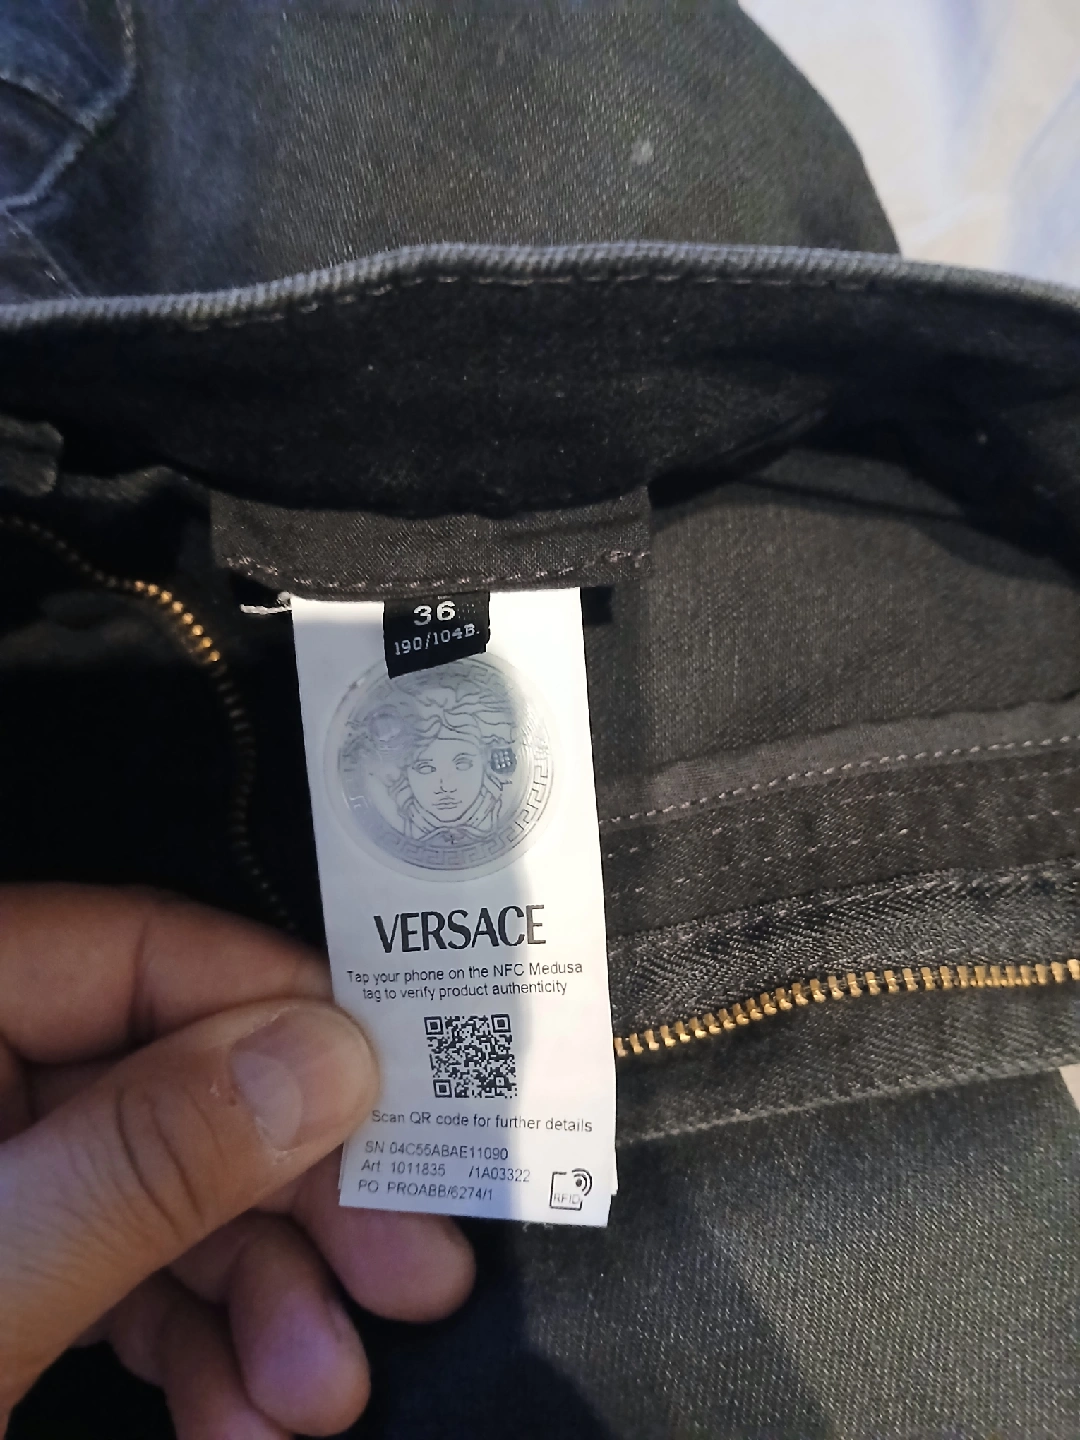 36
190/104B.
VERSACE
Tap your phone on the NFC Medusa
tag to verify product authenticity
Scan QR code for further details
SN 04C55ABAE11090
Art. 1011835 /1A03322
PO PROABB/6274/1
RFID